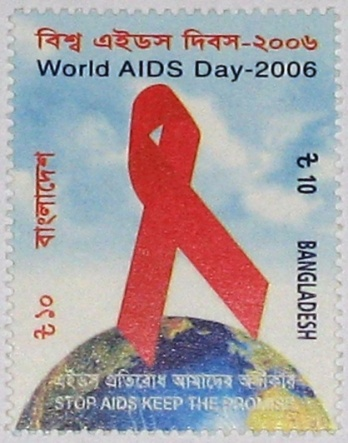 বিশ্ব এইডস দিবস-২০০৬
World AIDS Day-2006
বাংলাদেশ
৳ ১০
৳ 10
BANGLADESH
এইডস প্রতিরোধ আমাদের অঙ্গীকার
STOP AIDS KEEP THE PROMISE